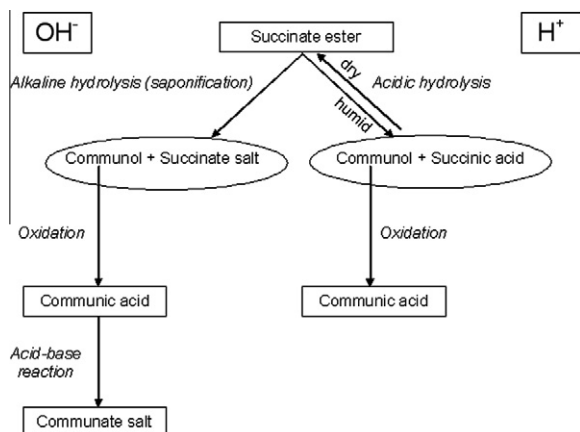 OH⁻
Succinate ester
H⁺
Alkaline hydrolysis (saponification)
dry
humid
Acidic hydrolysis
Communol + Succinate salt
Communol + Succinic acid
Oxidation
Oxidation
Communic acid
Communic acid
Acid-base
reaction
Communate salt